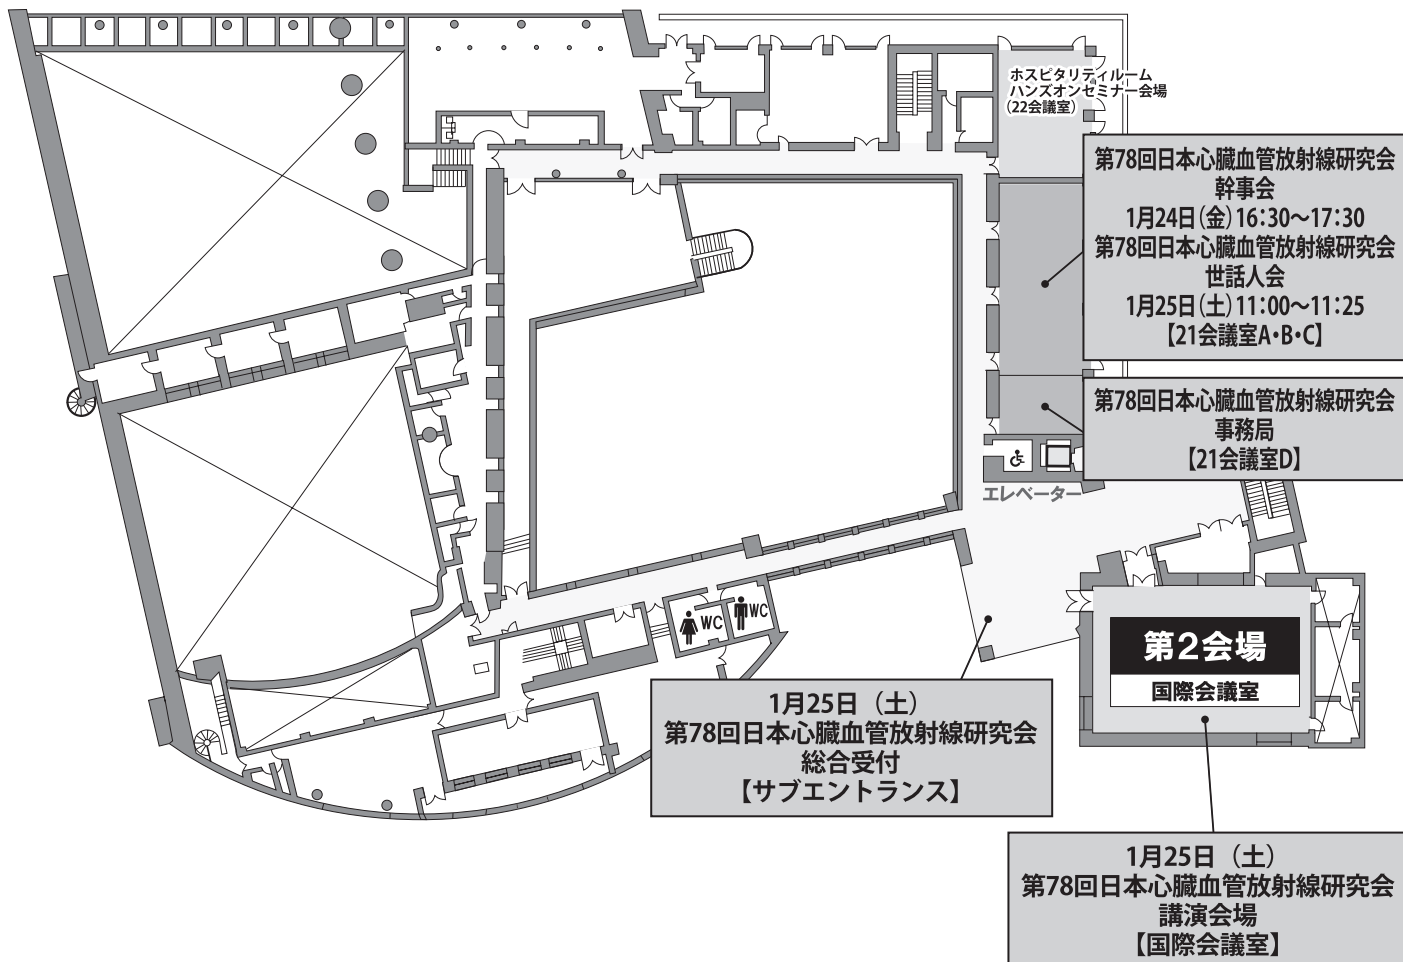 ホスピタリティルーム
ハンズオンセミナー会場
(22会議室)
第78回日本心臓血管放射線研究会
幹事会
1月24日(金)16:30~17:30
第78回日本心臓血管放射線研究会
世話人会
1月25日(土)11:00~11:25
【21会議室A・B・C】
第78回日本心臓血管放射線研究会
事務局
【21会議室D】
エレベーター
WC
WC
第2会場
国際会議室
1月25日(土)
第78回日本心臓血管放射線研究会
総合受付
【サブエントランス】
1月25日(土)
第78回日本心臓血管放射線研究会
講演会場
【国際会議室】